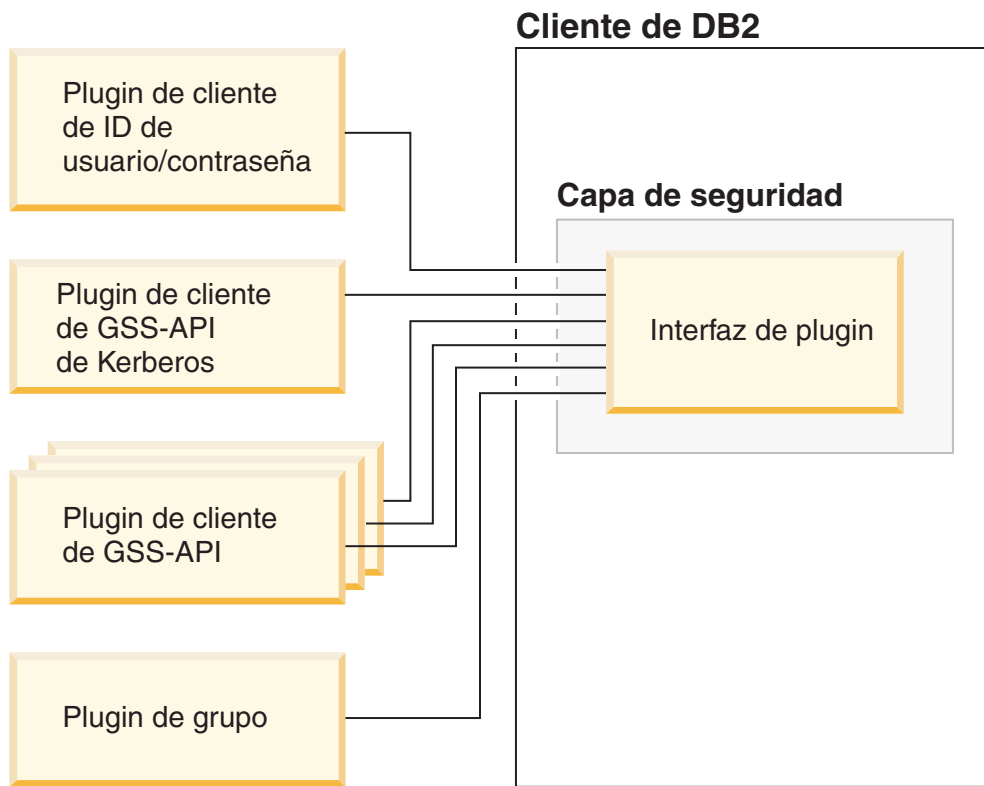 Cliente de DB2
Plugin de cliente
de ID de
usuario/contraseña
Capa de seguridad
Plugin de cliente
de GSS-API
de Kerberos
Interfaz de plugin
Plugin de cliente
de GSS-API
Plugin de grupo